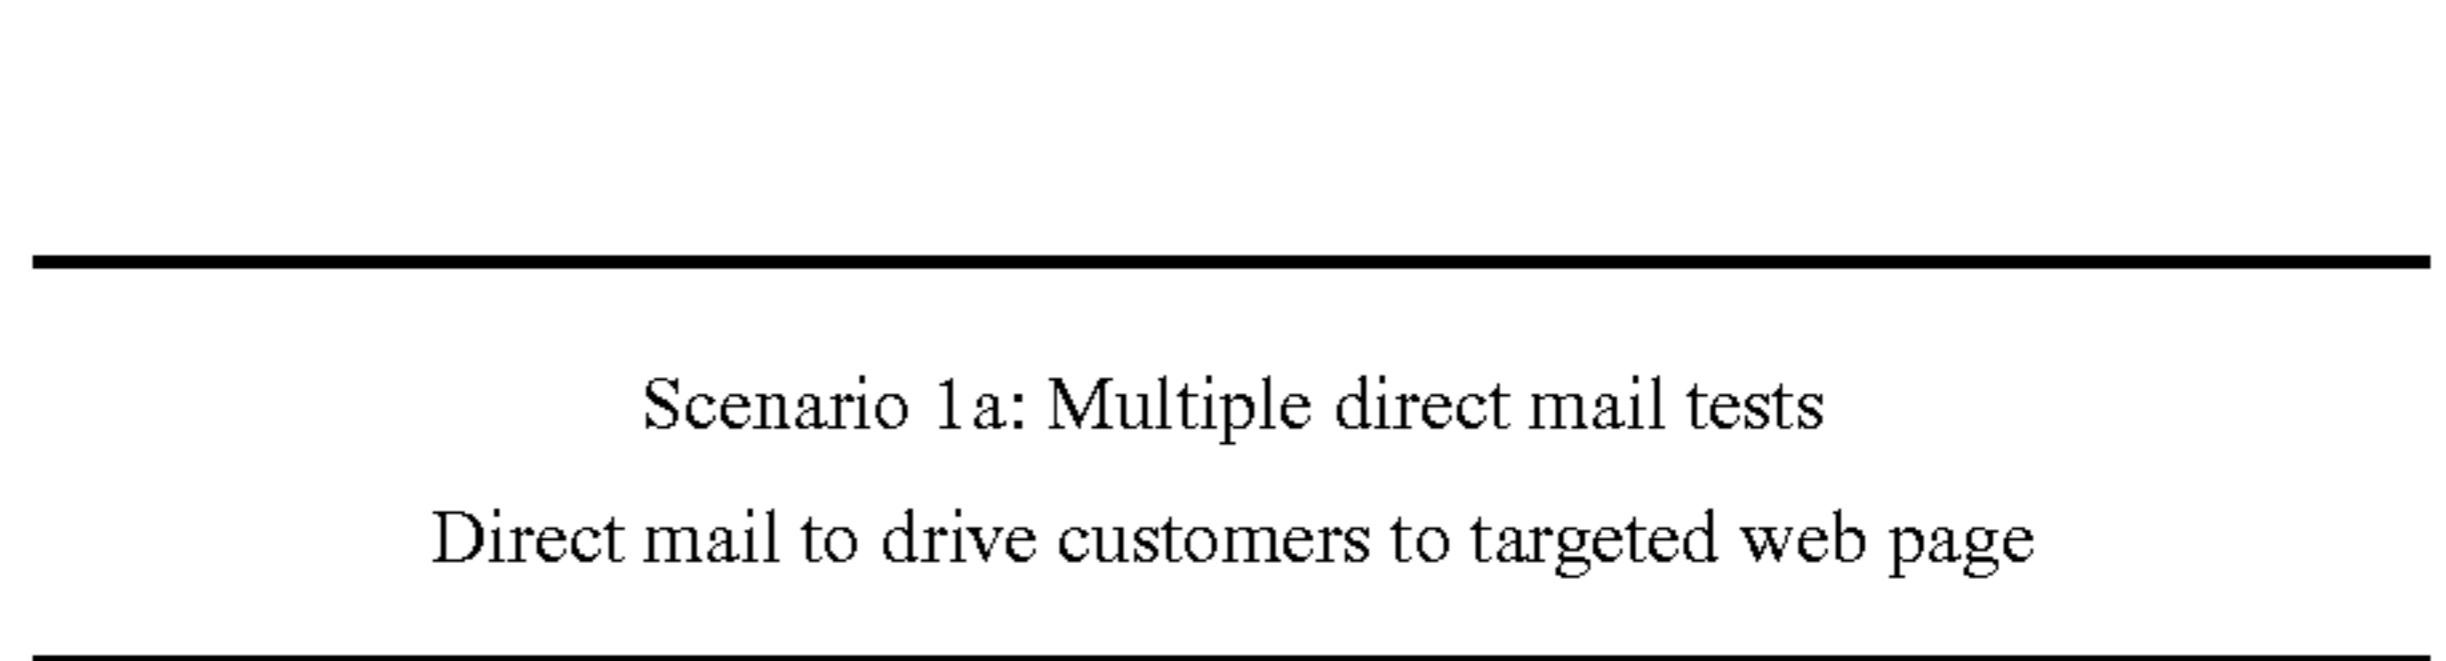 Scenario 1a: Multiple direct mail tests
Direct mail to drive customers to targeted web page